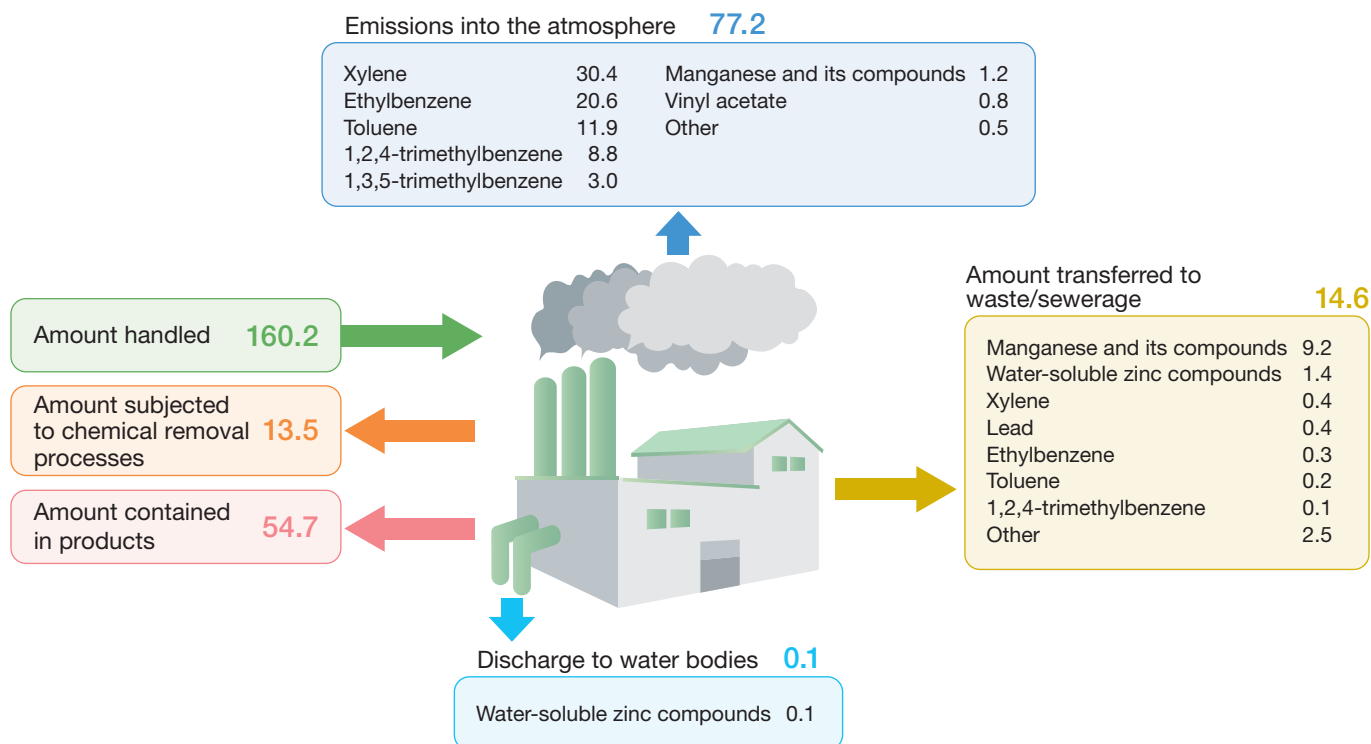 Emissions into the atmosphere 77.2
Xylene 30.4
Ethylbenzene 20.6
Toluene 11.9
1,2,4-trimethylbenzene 8.8
1,3,5-trimethylbenzene 3.0
Manganese and its compounds 1.2
Vinyl acetate 0.8
Other 0.5
Amount handled 160.2
Amount subjected
to chemical removal 13.5
processes
Amount contained
in products 54.7
Amount transferred to
waste/sewerage 14.6
Manganese and its compounds 9.2
Water-soluble zinc compounds 1.4
Xylene 0.4
Lead 0.4
Ethylbenzene 0.3
Toluene 0.2
1,2,4-trimethylbenzene 0.1
Other 2.5
Discharge to water bodies 0.1
Water-soluble zinc compounds 0.1